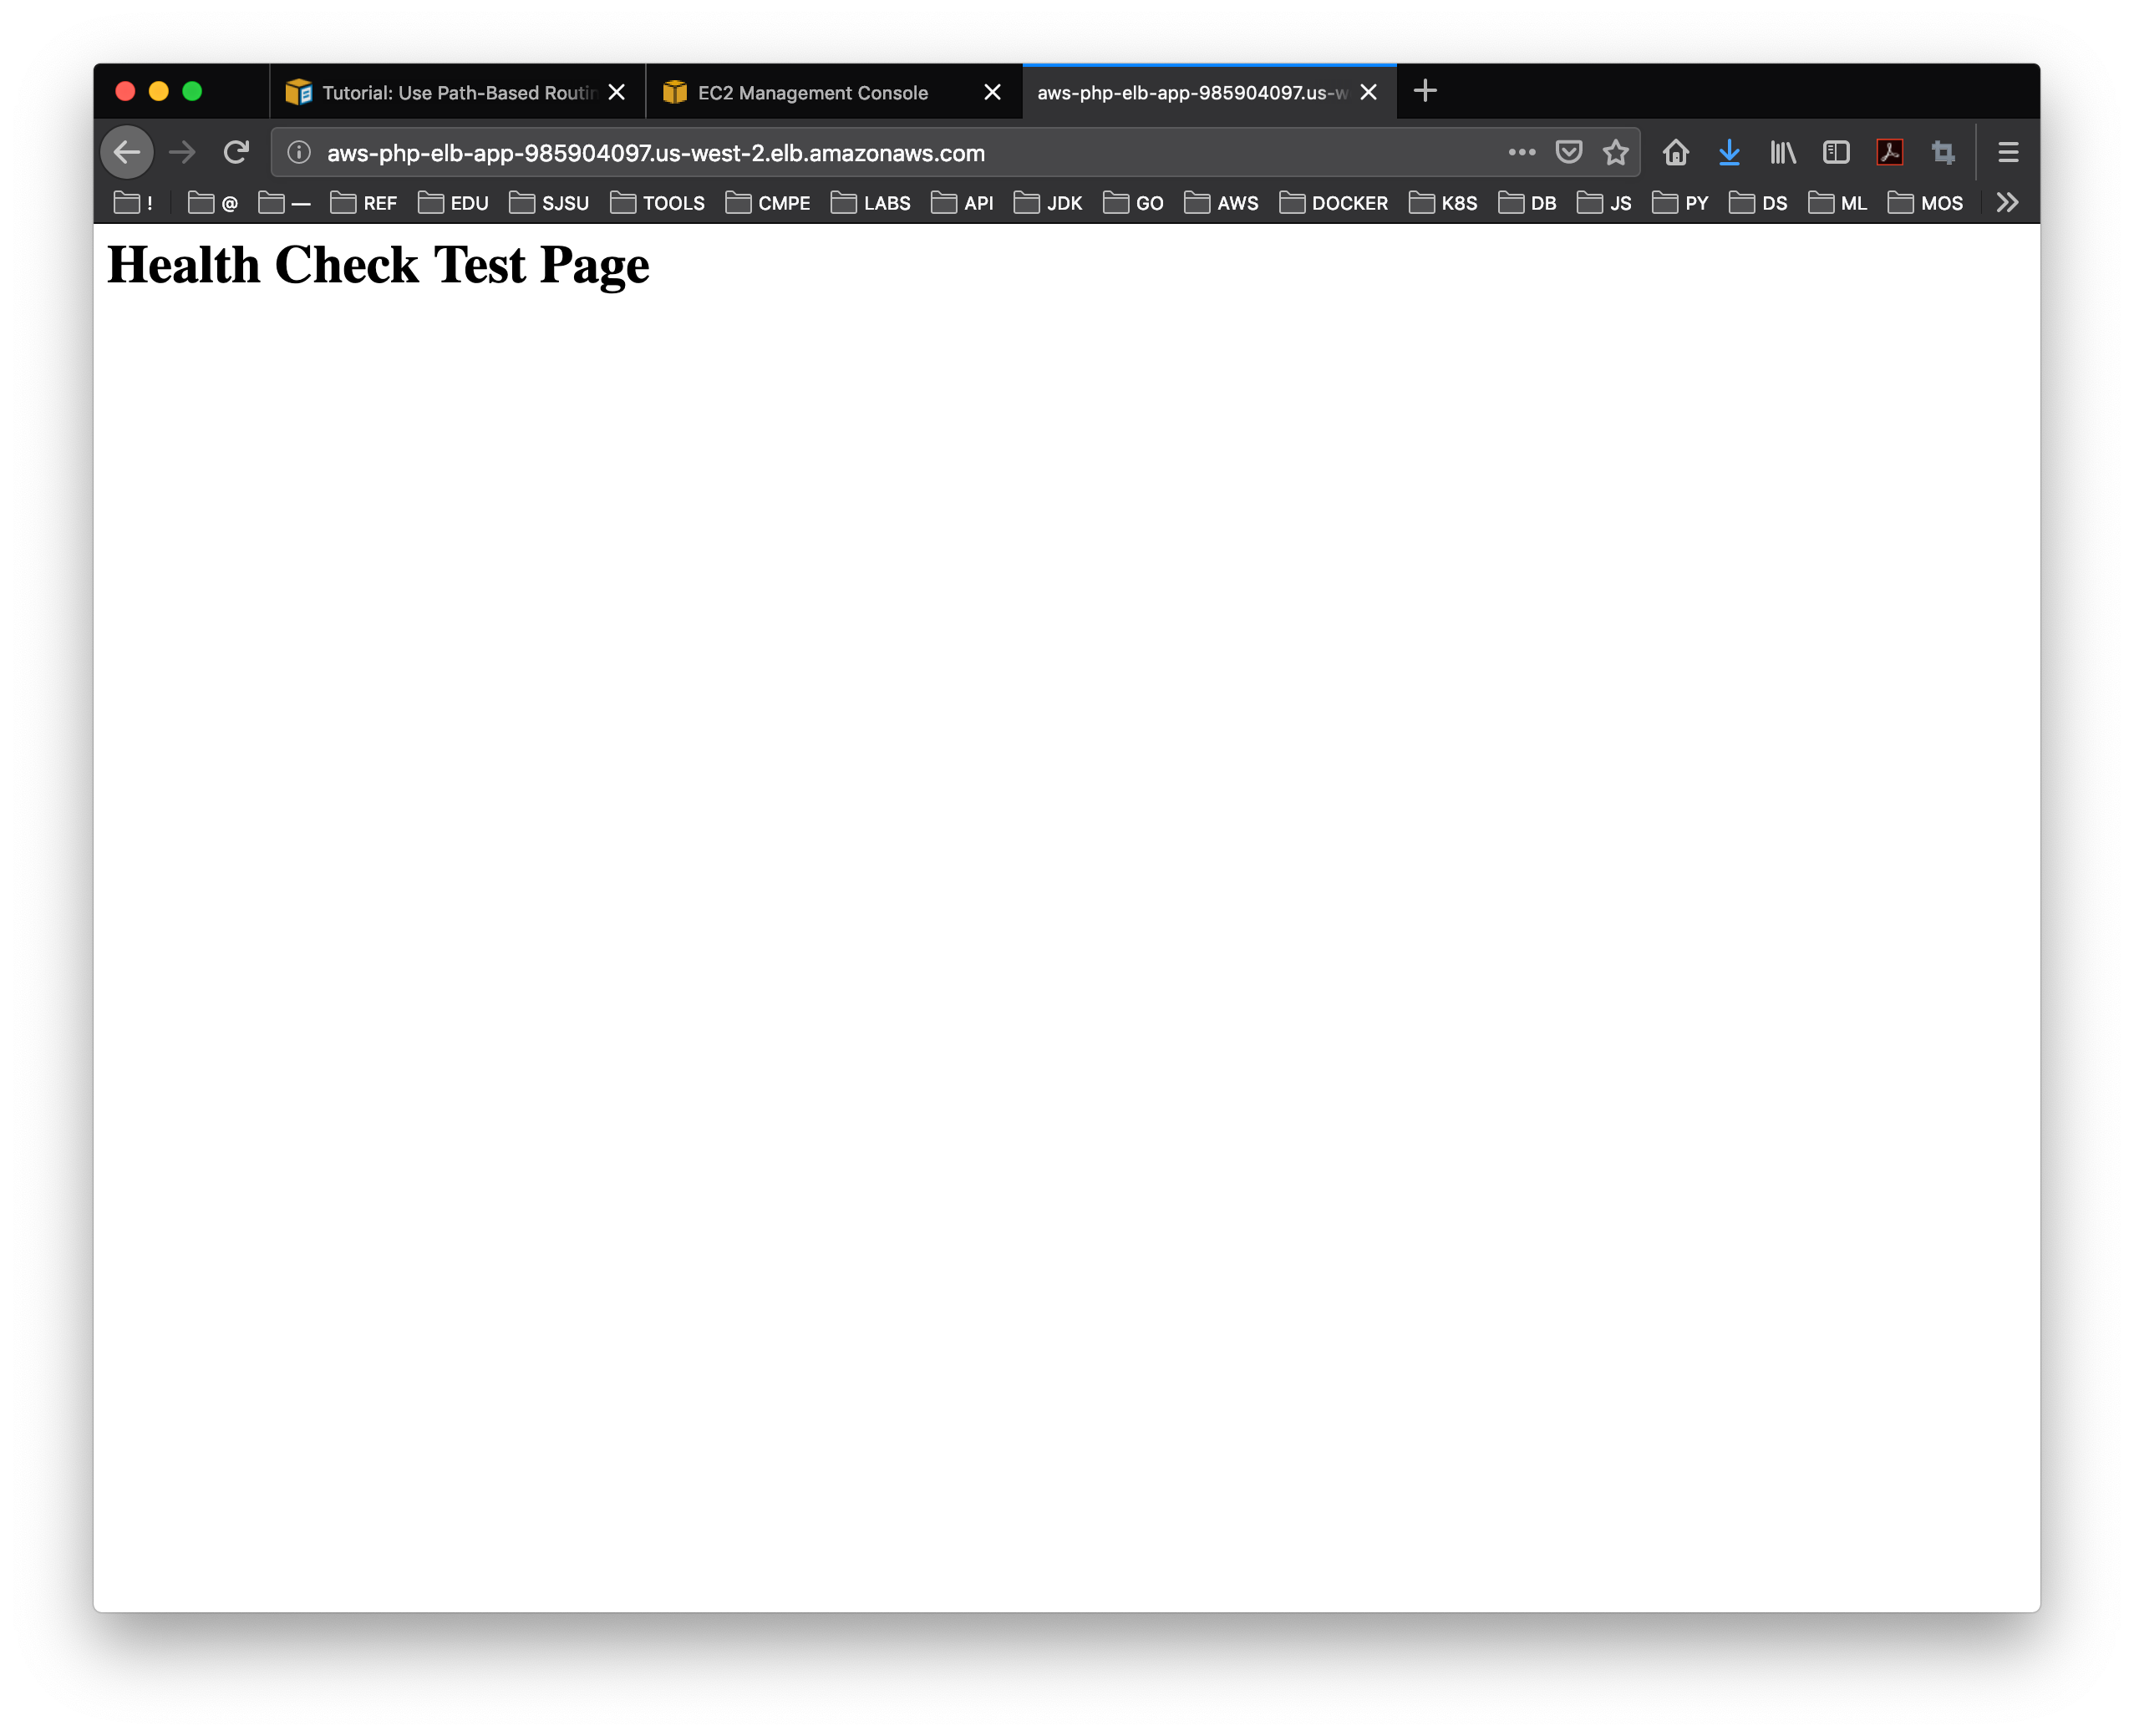 Tutorial: Use Path-Based Routin
EC2 Management Console
aws-php-elb-app-985904097.us-w
aws-php-elb-app-985904097.us-west-2.elb.amazonaws.com
! @ — REF EDU SJSU TOOLS CMPE LABS API JDK GO AWS DOCKER K8S DB JS PY DS ML MOS
Health Check Test Page